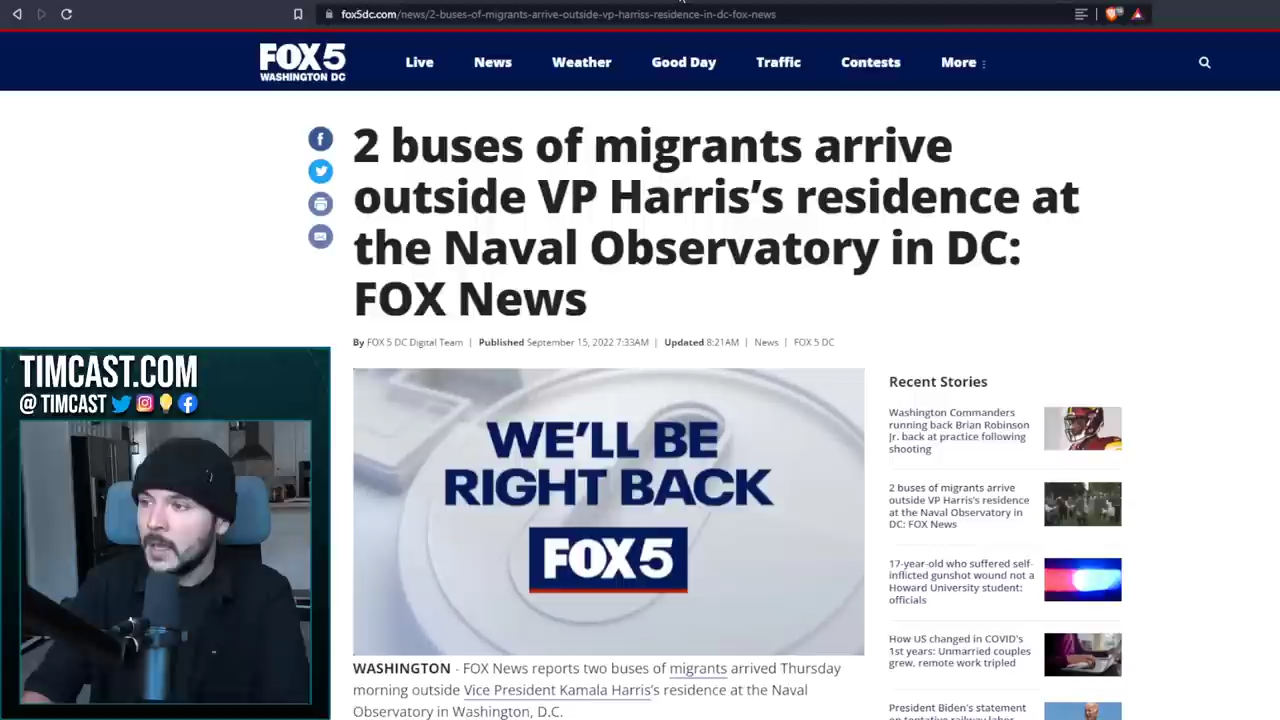 fox5dc.com/news/2-buses-of-migrants-arrive-outside-vp-harriss-residence-in-dc-fox-news
FOX 5
WASHINGTON DC
Live
News
Weather
Good Day
Traffic
Contests
More
2 buses of migrants arrive
outside VP Harris's residence at
the Naval Observatory in DC:
FOX News
By FOX 5 DC Digital Team | Published September 15, 2022 7:33AM | Updated 8:21AM | News | FOX 5 DC
WE'LL BE
RIGHT BACK
FOX 5
WASHINGTON - FOX News reports two buses of migrants arrived Thursday
morning outside Vice President Kamala Harris's residence at the Naval
Observatory in Washington, D.C.
Recent Stories
Washington Commanders
running back Brian Robinson
Jr. back at practice following
shooting
2 buses of migrants arrive
outside VP Harris's residence
at the Naval Observatory in
DC: FOX News
17-year-old who suffered self-
inflicted gunshot wound not a
Howard University student:
officials
How US changed in COVID's
1st years: Unmarried couples
grew, remote work tripled
President Biden's statement
on tentative railway labor
TIMCAST.COM
@ TIMCAST